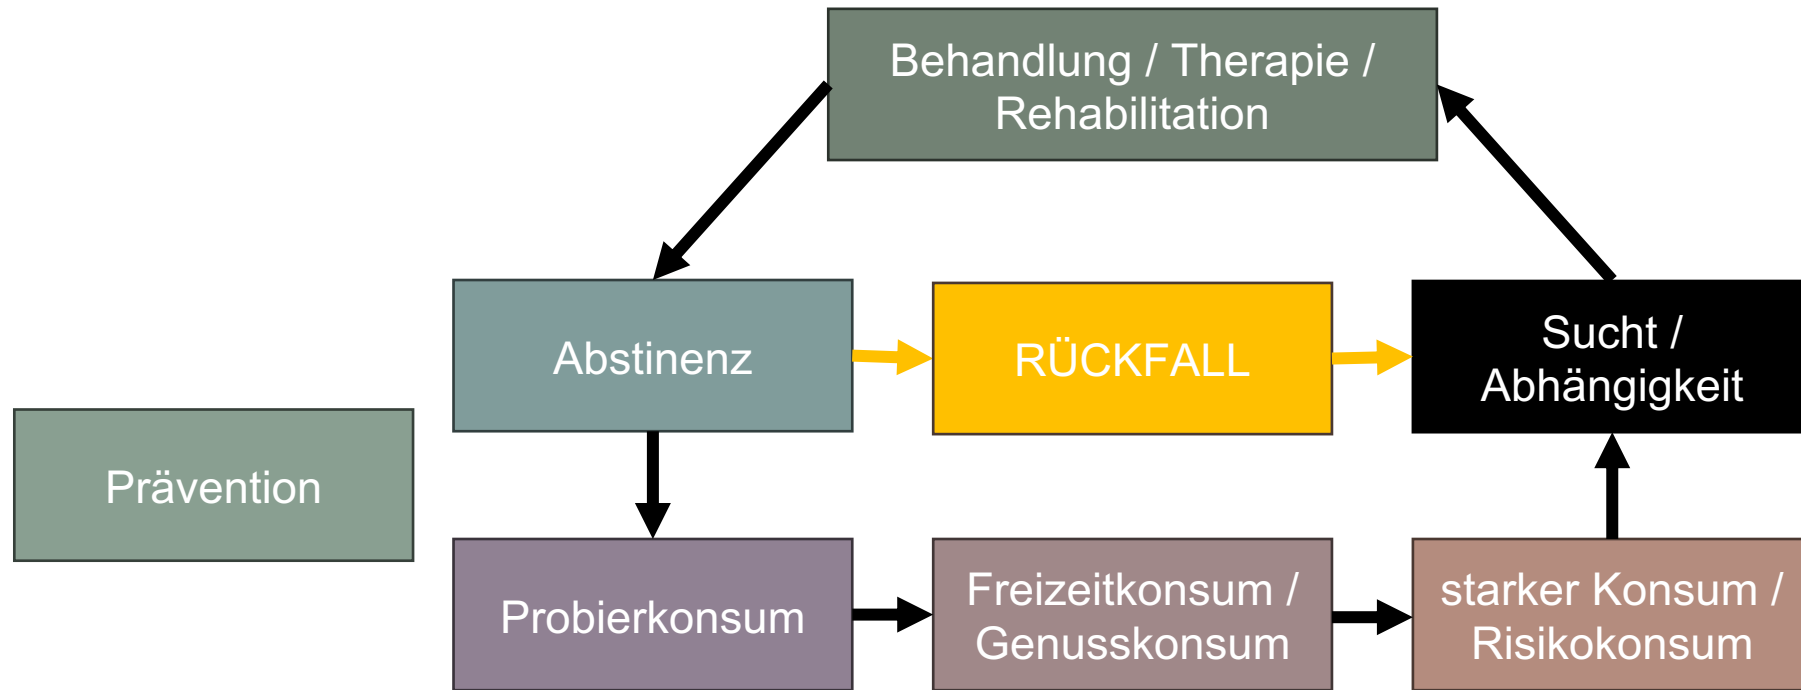 Behandlung / Therapie /
Rehabilitation
Abstinenz
RÜCKFALL
Sucht /
Abhängigkeit
Prävention
Probierkonsum
Freizeitkonsum /
Genusskonsum
starker Konsum /
Risikokonsum